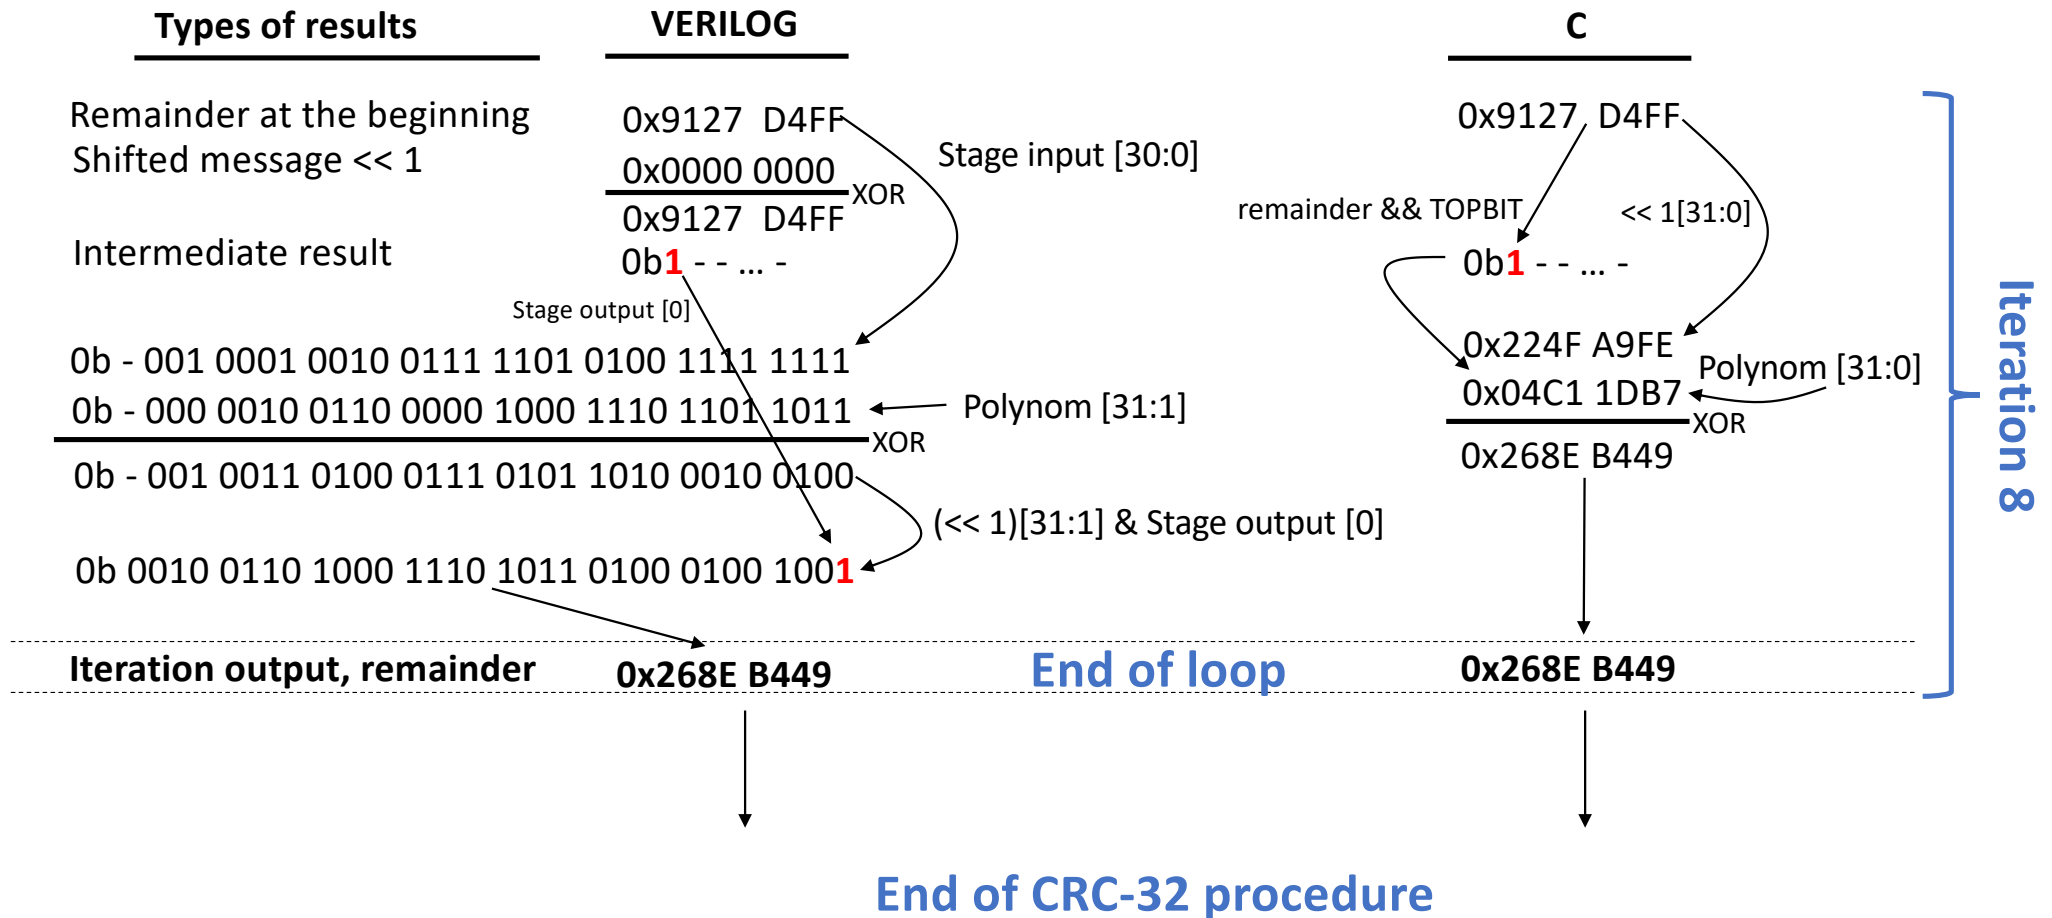 Types of results
VERILOG
C
Remainder at the beginning
0x9127 D4FF
0x9127 D4FF
Shifted message << 1
0x0000 0000
XOR
Stage input [30:0]
0x9127 D4FF
remainder && TOPBIT
<< 1[31:0]
Intermediate result
0b1 - - ... -
0b1 - - ... -
Stage output [0]
0b - 001 0001 0010 0111 1101 0100 1111 1111
0x224F A9FE
0b - 000 0010 0110 0000 1000 1110 1101 1011
Polynom [31:1]
0x04C1 1DB7
Polynom [31:0]
XOR
XOR
0b - 001 0011 0100 0111 0101 1010 0010 0100
0x268E B449
(<< 1)[31:1] & Stage output [0]
0b 0010 0110 1000 1110 1011 0100 0100 1001
Iteration output, remainder
0x268E B449
End of loop
0x268E B449
Iteration 8
End of CRC-32 procedure